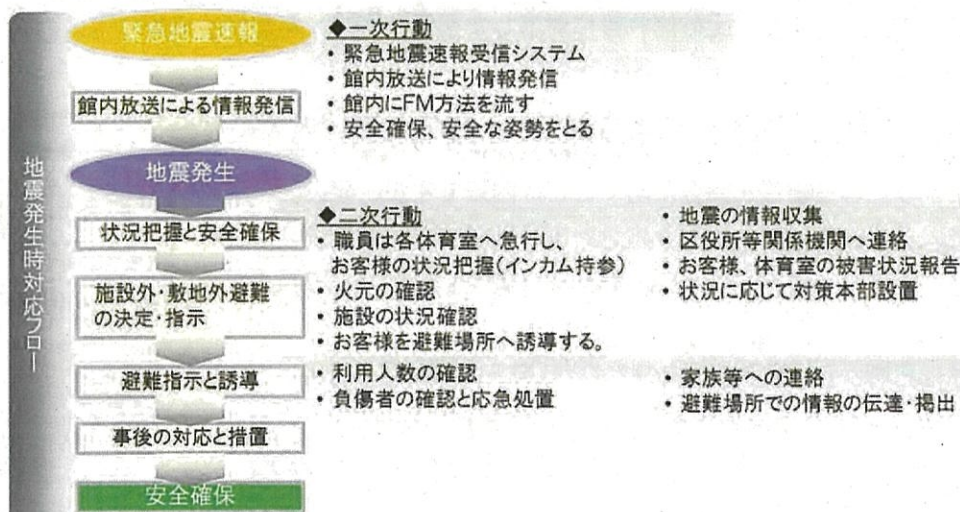 地震発生時対応フロー
緊急地震速報
館内放送による情報発信
地震発生
状況把握と安全確保
施設外・敷地外避難
の決定・指示
避難指示と誘導
事後の対応と措置
安全確保
◆一次行動
・ 緊急地震速報受信システム
・ 館内放送により情報発信
・ 館内にFM方法を流す
・ 安全確保、安全な姿勢をとる
◆二次行動
・ 職員は各体育室へ急行し、
お客様の状況把握(インカム持参)
・ 火元の確認
・ 施設の状況確認
・ お客様を避難場所へ誘導する。
・ 利用人数の確認
・ 負傷者の確認と応急処置
・ 地震の情報収集
・ 区役所等関係機関へ連絡
・ お客様、体育室の被害状況報告
・ 状況に応じて対策本部設置
・ 家族等への連絡
・ 避難場所での情報の伝達・掲出